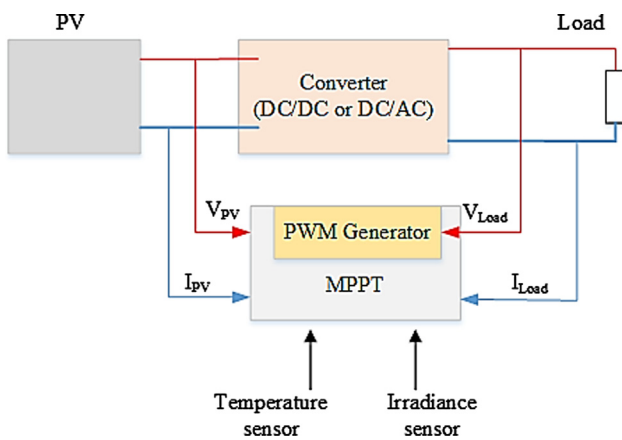 PV
Load
Converter
(DC/DC or DC/AC)
VPV
VLoad
PWM Generator
IPV
MPPT
ILoad
Temperature
sensor
Irradiance
sensor